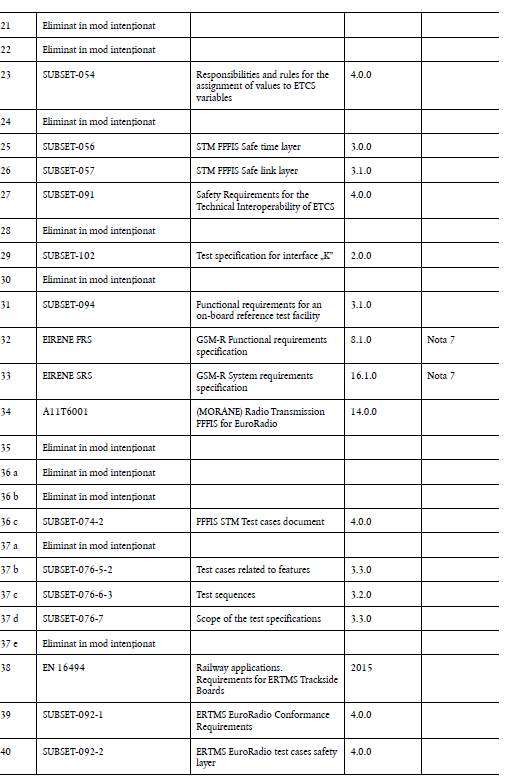 21 Eliminat în mod intenționat
22 Eliminat în mod intenționat
23 SUBSET-054 Responsibilities and rules for the 4.0.0
assignment of values to ETCS
variables
24 Eliminat în mod intenționat
25 SUBSET-056 STM FFFIS Safe time layer 3.0.0
26 SUBSET-057 STM FFFIS Safe link layer 3.1.0
27 SUBSET-091 Safety Requirements for the 4.0.0
Technical Interoperability of ETCS
28 Eliminat în mod intenționat
29 SUBSET-102 Test specification for interface „K” 2.0.0
30 Eliminat în mod intenționat
31 SUBSET-094 Functional requirements for an 3.1.0
on-board reference test facility
32 EIRENE FRS GSM-R Functional requirements 8.1.0 Nota 7
specification
33 EIRENE SRS GSM-R System requirements 16.1.0 Nota 7
specification
34 A11T6001 (MORANE) Radio Transmission 14.0.0
FFFIS for EuroRadio
35 Eliminat în mod intenționat
36 a Eliminat în mod intenționat
36 b Eliminat în mod intenționat
36 c SUBSET-074-2 FFFIS STM Test cases document 4.0.0
37 a Eliminat în mod intenționat
37 b SUBSET-076-5-2 Test cases related to features 3.3.0
37 c SUBSET-076-6-3 Test sequences 3.2.0
37 d SUBSET-076-7 Scope of the test specifications 3.3.0
37 e Eliminat în mod intenționat
38 EN 16494 Railway applications. 2015
Requirements for ERTMS Trackside
Boards
39 SUBSET-092-1 ERTMS EuroRadio Conformance 4.0.0
Requirements
40 SUBSET-092-2 ERTMS EuroRadio test cases safety 4.0.0
layer